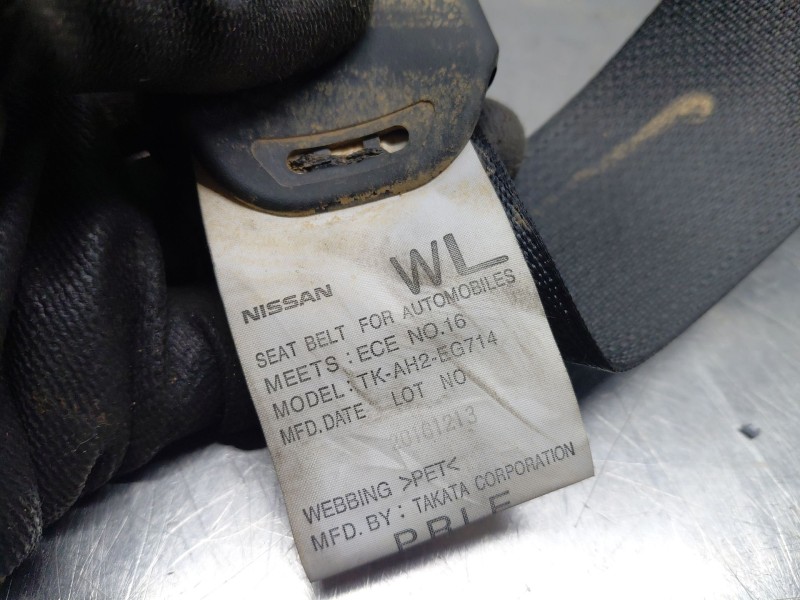 WL
NISSAN
SEAT BELT FOR AUTOMOBILES
MEETS : ECE NO.16
MODEL : TK-AH2-EG714
MFD.DATE LOT NO
20161213
WEBBING >PET<
MFD. BY : TAKATA CORPORATION